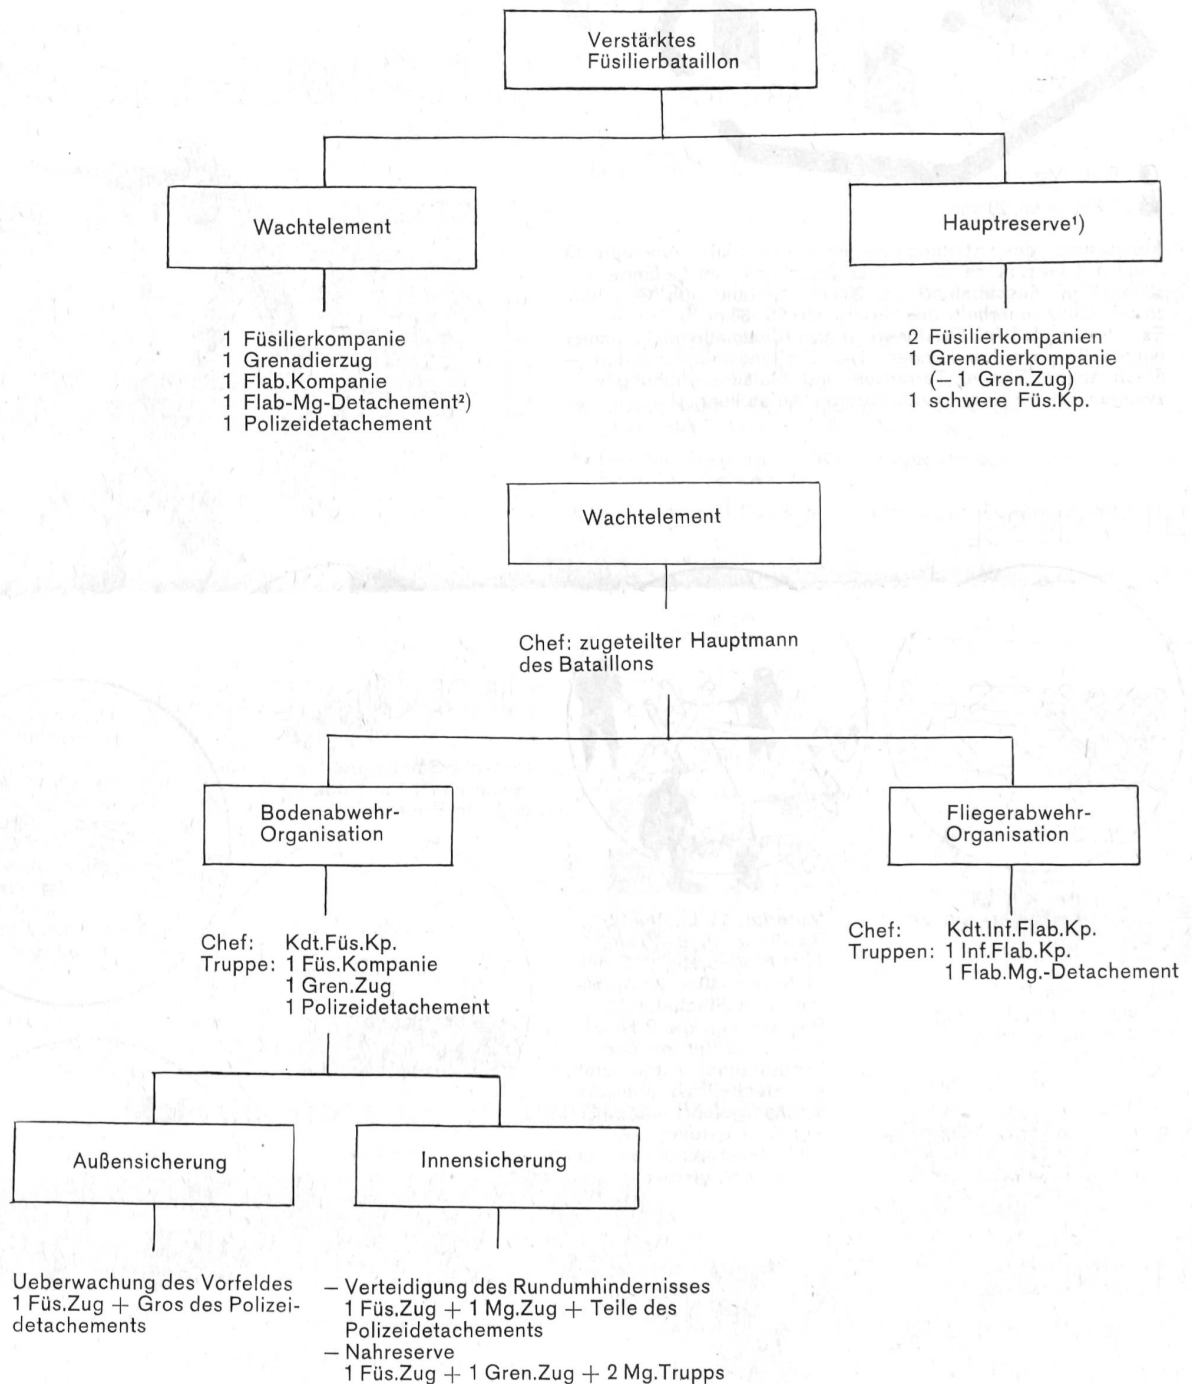 Verstärktes
Füsilierbataillon
Wachtelement
Hauptreserve¹)
1 Füsilierkompanie
1 Grenadierzug
1 Flab.Kompanie
1 Flab-Mg-Detachement²)
1 Polizeidetachement
2 Füsilierkompanien
1 Grenadierkompanie
(— 1 Gren.Zug)
1 schwere Füs.Kp.
Wachtelement
Chef: zugeteilter Hauptmann
des Bataillons
Bodenabwehr-
Organisation
Fliegerabwehr-
Organisation
Chef: Kdt.Füs.Kp.
Truppe: 1 Füs.Kompanie
1 Gren.Zug
1 Polizeidetachement
Chef: Kdt.Inf.Flab.Kp.
Truppen: 1 Inf.Flab.Kp.
1 Flab.Mg.-Detachement
Außensicherung
Innensicherung
Ueberwachung des Vorfeldes
1 Füs.Zug + Gros des Polizei-
detachements
— Verteidigung des Rundumhindernisses
1 Füs.Zug + 1 Mg.Zug + Teile des
Polizeidetachements
— Nahreserve
1 Füs.Zug + 1 Gren.Zug + 2 Mg.Trupps